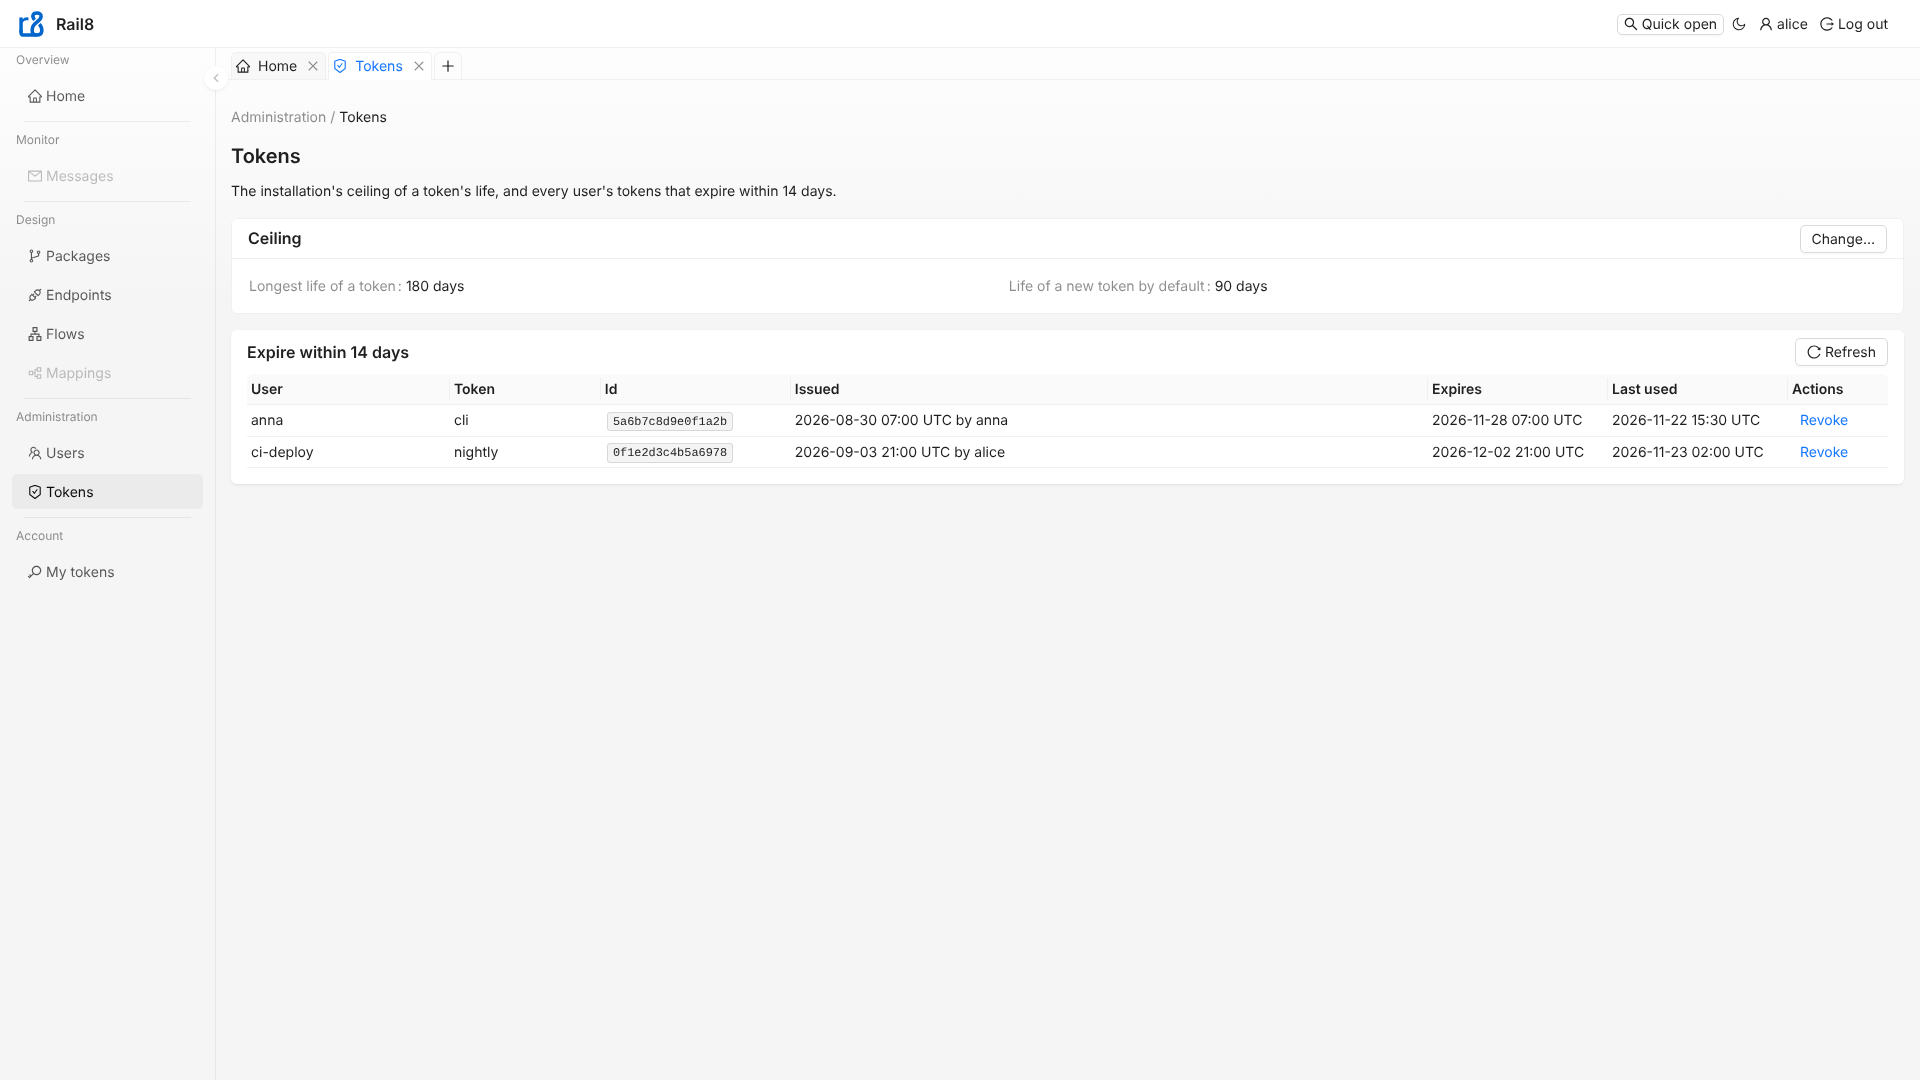 Rail8
Quick open
alice
Log out
Overview
Home
Monitor
Messages
Design
Packages
Endpoints
Flows
Mappings
Administration
Users
Tokens
Account
My tokens
Home
Tokens
Administration / Tokens
Tokens
The installation's ceiling of a token's life, and every user's tokens that expire within 14 days.
Ceiling
Change...
Longest life of a token: 180 days
Life of a new token by default: 90 days
Expire within 14 days
Refresh
User Token Id Issued Expires Last used Actions
anna cli 5a6b7c8d9e0f1a2b 2026-08-30 07:00 UTC by anna 2026-11-28 07:00 UTC 2026-11-22 15:30 UTC Revoke
ci-deploy nightly 0f1e2d3c4b5a6978 2026-09-03 21:00 UTC by alice 2026-12-02 21:00 UTC 2026-11-23 02:00 UTC Revoke